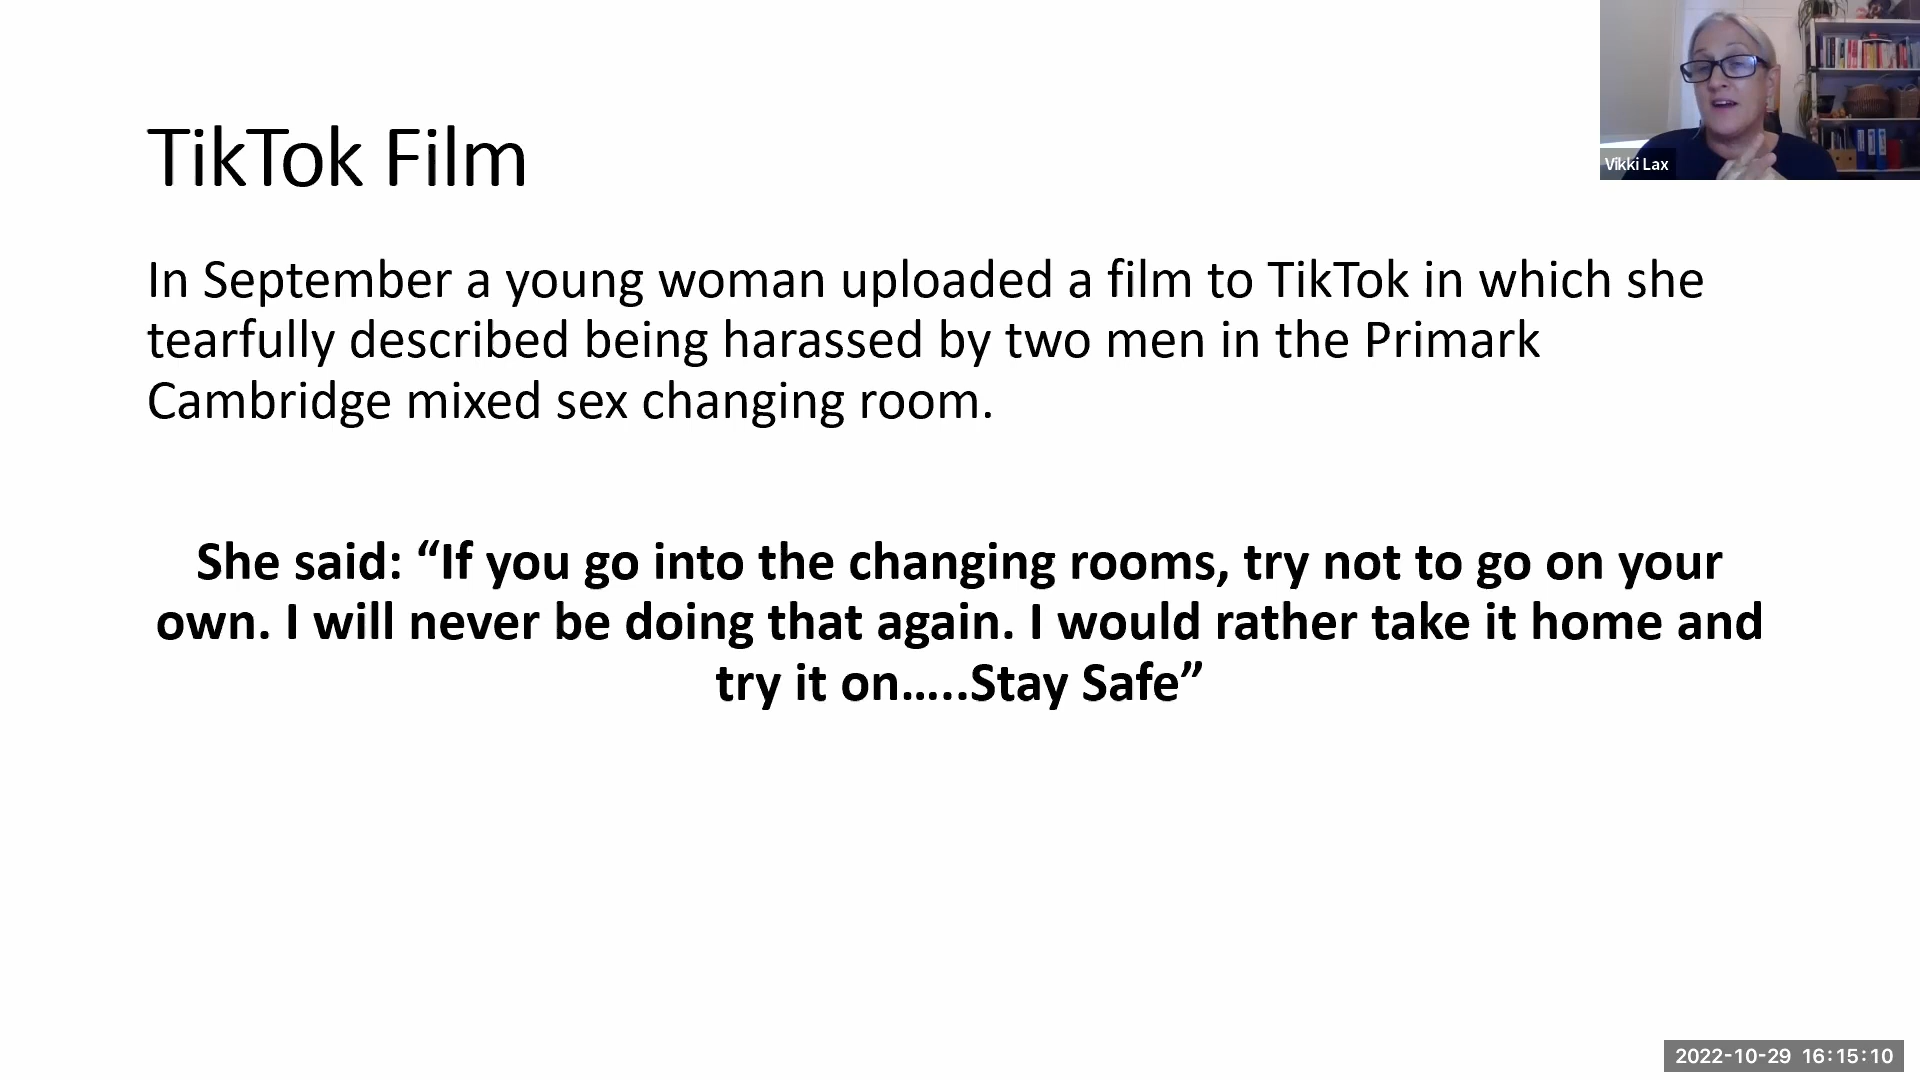 Vikki Lax
TikTok Film
In September a young woman uploaded a film to TikTok in which she
tearfully described being harassed by two men in the Primark
Cambridge mixed sex changing room.
She said: “If you go into the changing rooms, try not to go on your
own. I will never be doing that again. I would rather take it home and
try it on…..Stay Safe”
2022-10-29 16:15:10